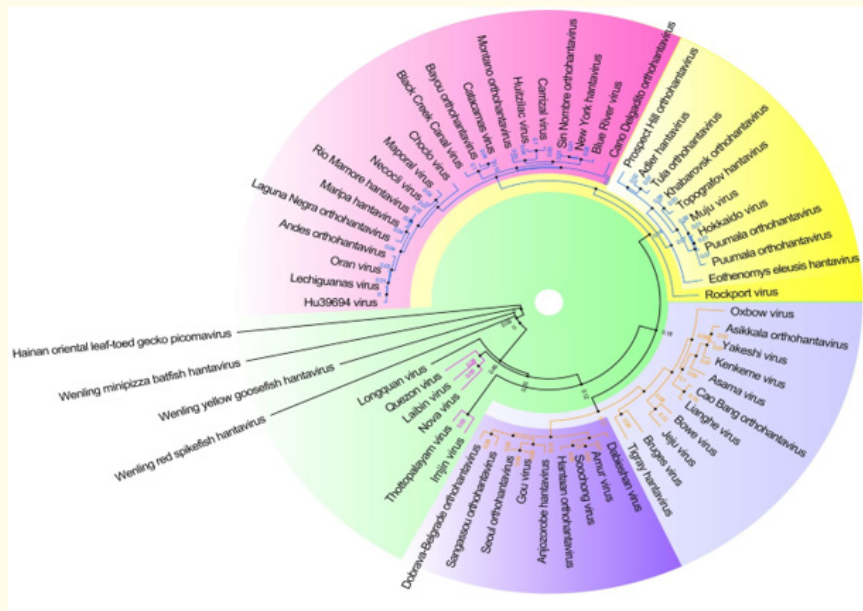 Hu39694 virus
Lechiguanas virus
Oran virus
Andes orthohantavirus
Laguna Negra orthohantavirus
Maripa hantavirus
Rio Mamore hantavirus
Necocli virus
Maporal virus
Choclo virus
Black Creek Canal virus
Bayou orthohantavirus
Catacamas virus
Montano orthohantavirus
Huitzilac virus
Carrizal virus
Sin Nombre orthohantavirus
New York hantavirus
Blue River virus
Cano Delgadito orthohantavirus
Prospect Hill orthohantavirus
Adler hantavirus
Tula orthohantavirus
Khabarovsk orthohantavirus
Topografov hantavirus
Muju virus
Hokkaido virus
Puumala orthohantavirus
Puumala orthohantavirus
Eothenomys eleusis hantavirus
Rockport virus
Oxbow virus
Asikkala orthohantavirus
Yakeshi virus
Kenkeme virus
Asama virus
Cao Bang orthohantavirus
Lianghe virus
Bowe virus
Jeju virus
Bruges virus
Tigray hantavirus
Dabieshan virus
Amur virus
Soochong virus
Hantaan orthohantavirus
Anjozorobe hantavirus
Gou virus
Seoul orthohantavirus
Sangassou orthohantavirus
Dobrava-Belgrade orthohantavirus
Imjin virus
Thottopalayam virus
Nova virus
Laibin virus
Quezon virus
Longquan virus
Wenling red spikefish hantavirus
Wenling yellow goosefish hantavirus
Wenling minipizza batfish hantavirus
Hainan oriental leaf-toed gecko picornavirus